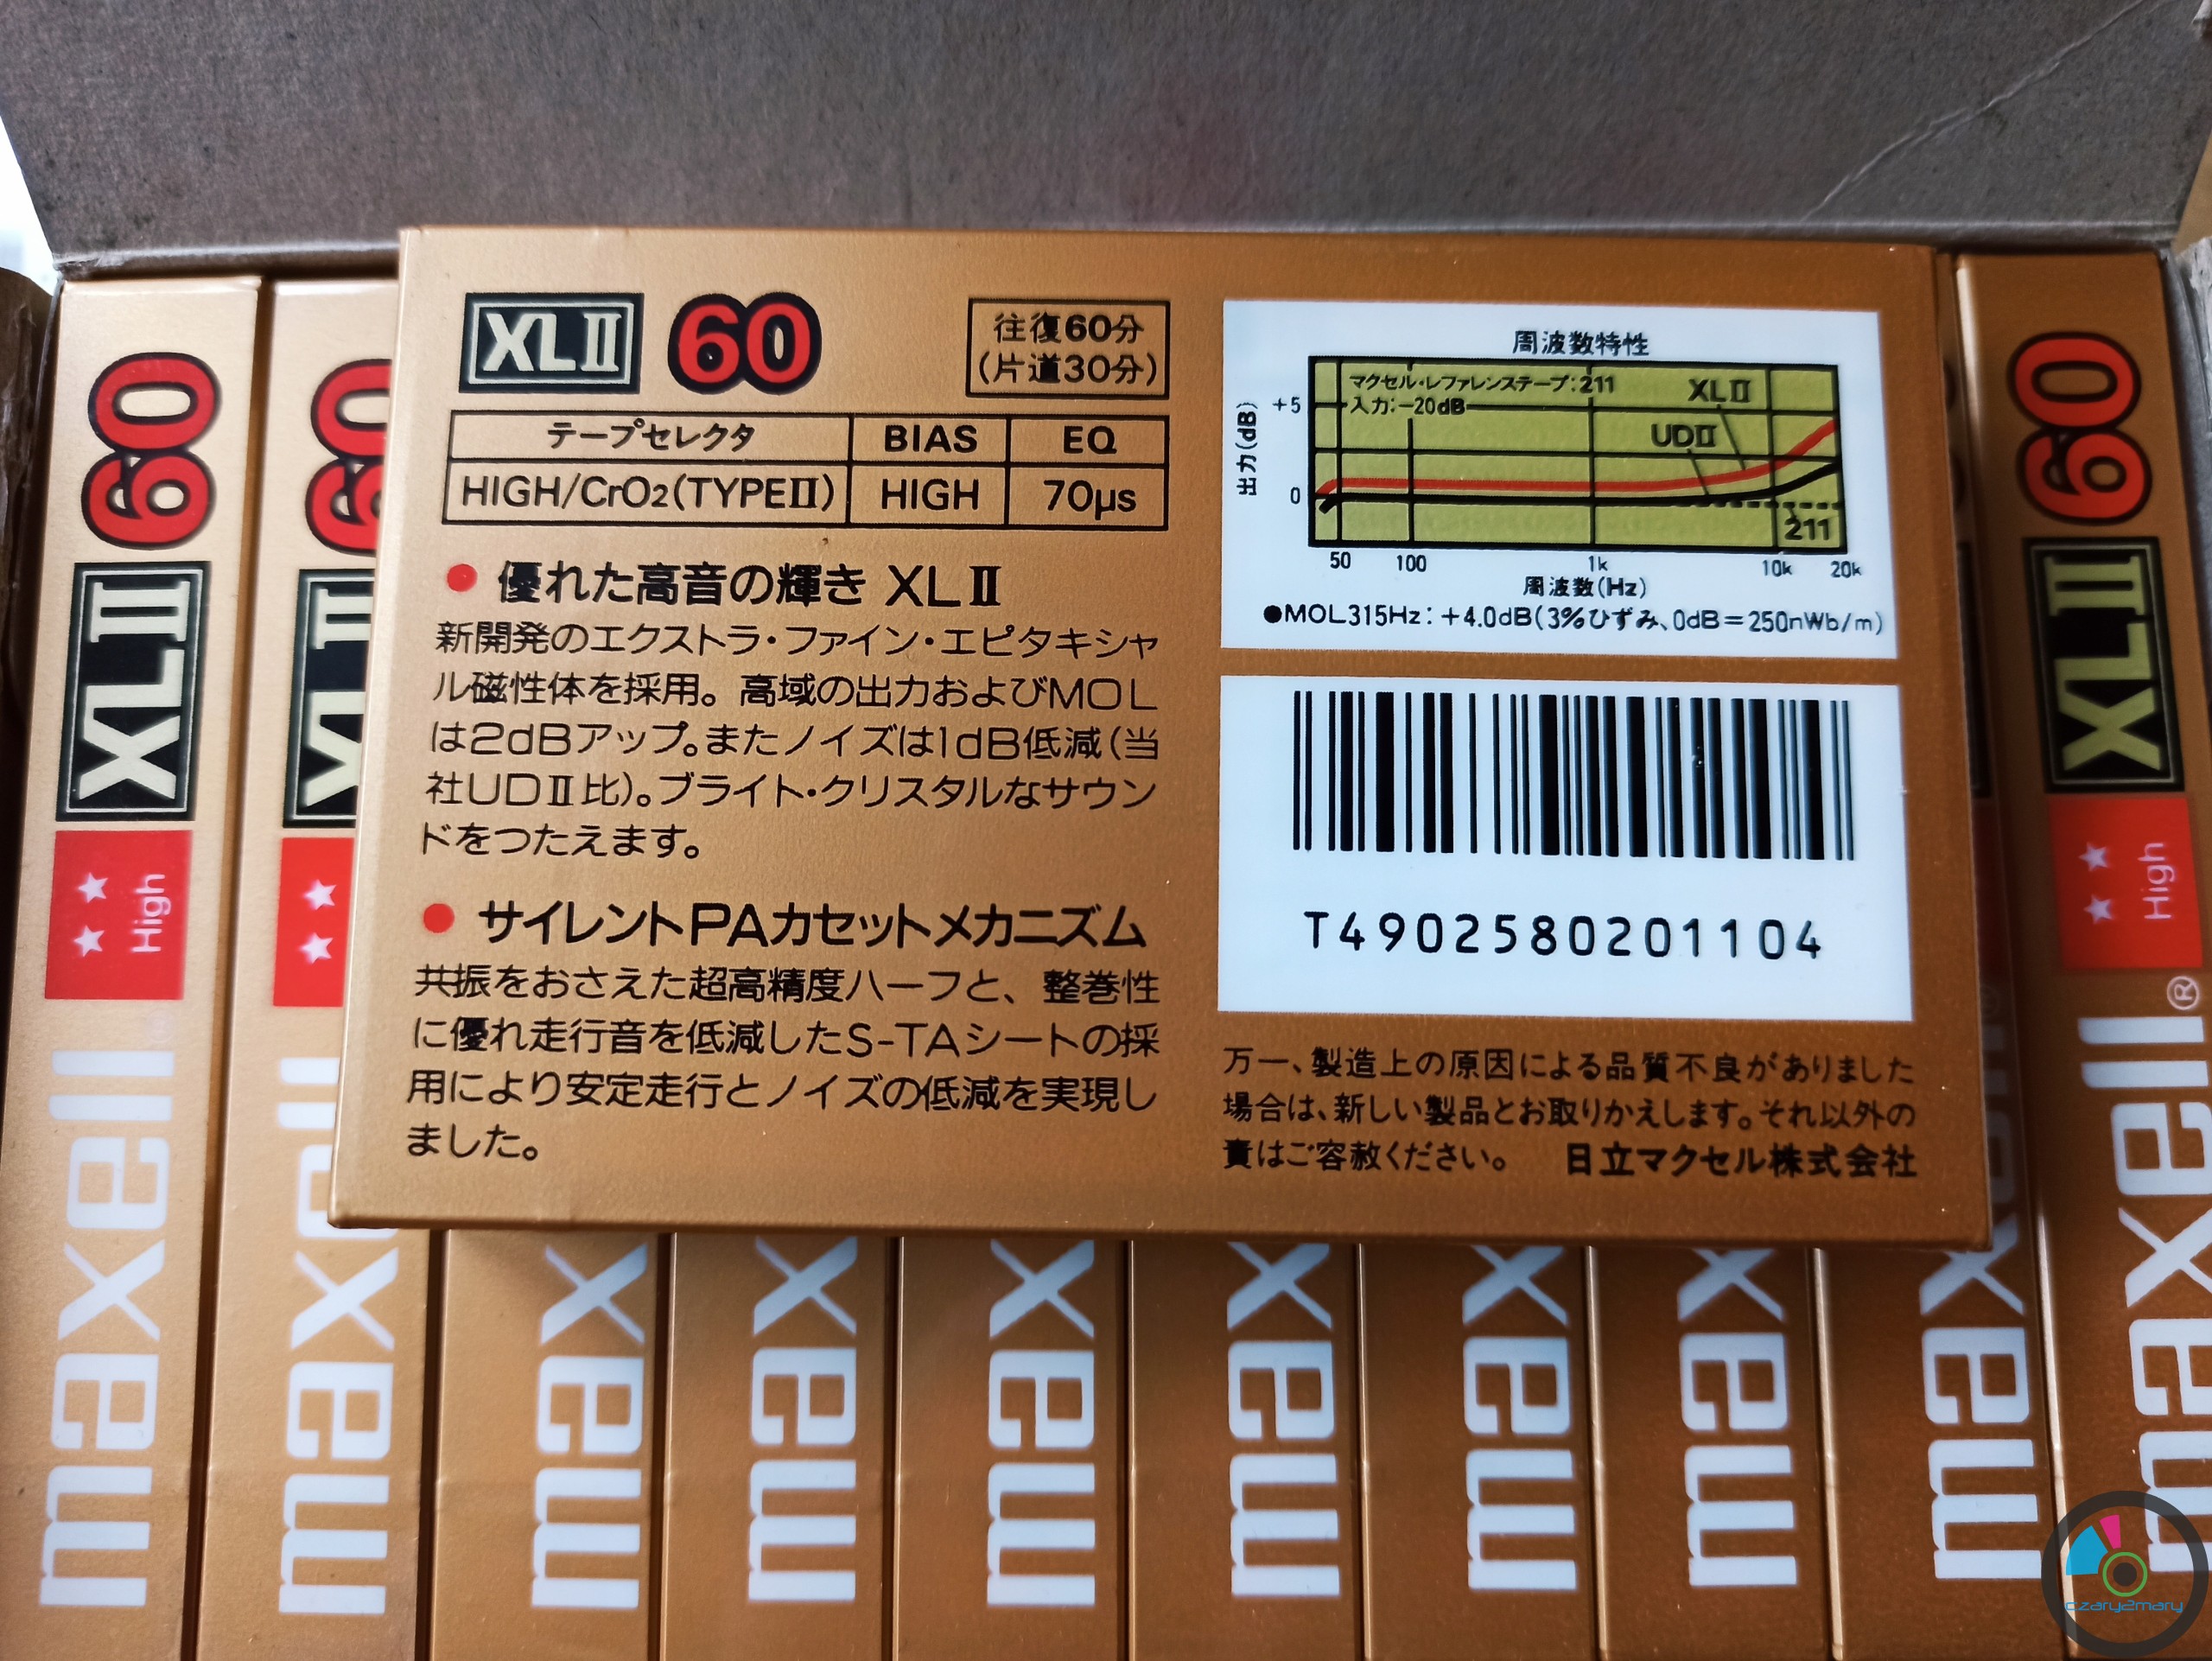 XLII 60
往復60分
(片道30分)
テープセレクタ BIAS EQ
HIGH/CrO2(TYPEII) HIGH 70μs
● 優れた高音の輝き XLII
新開発のエクストラ・ファイン・エピタキシャ
ル磁性体を採用。高域の出力およびMOL
は2dBアップ。またノイズは1dB低減(当
社UDII比)。ブライト・クリスタルなサウン
ドをつたえます。
● サイレントPAカセットメカニズム
共振をおさえた超高精度ハーフと、整巻性
に優れ走行音を低減したS-TAシートの採
用により安定走行とノイズの低減を実現し
ました。
周波数特性
マクセル・レファレンステープ:211
入力:-20dB
XLII
UDII
211
出力(dB)
+5
0
50 100 1k 10k 20k
周波数(Hz)
●MOL315Hz:+4.0dB(3%ひずみ、0dB=250nWb/m)
T4902580201104
万一、製造上の原因による品質不良がありました
場合は、新しい製品とお取りかえします。それ以外の
責はご容赦ください。 日立マクセル株式会社
maxell High XLII 60
maxell XLII 60
maxell
maxell
maxell
maxell
maxell
maxell
maxell
maxell® High XLII 60
czary2mary